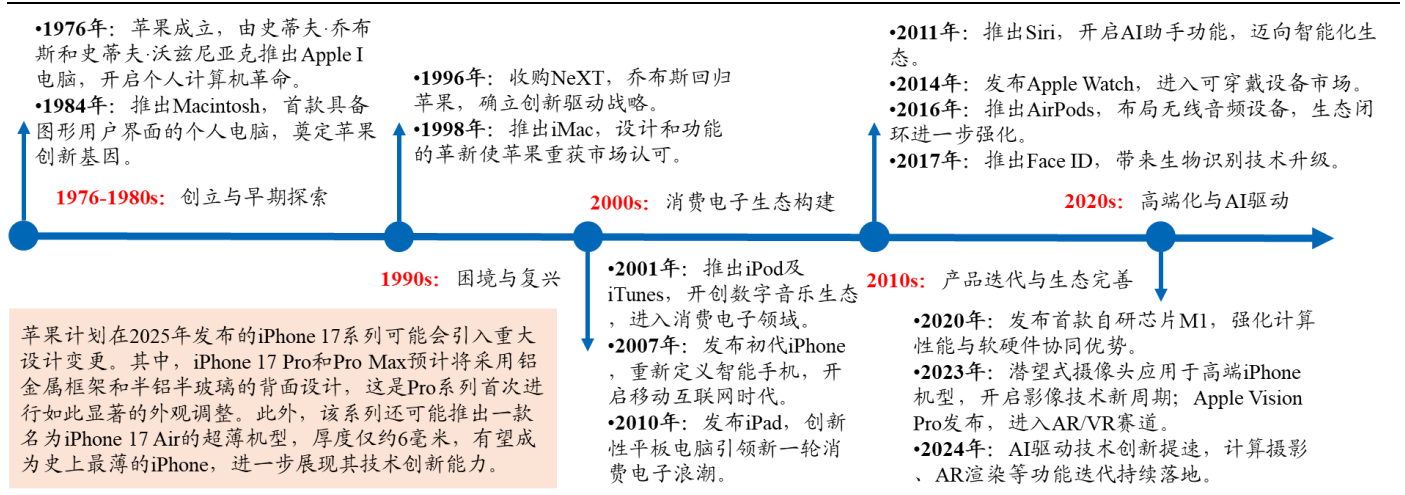 •1976年：苹果成立，由史蒂夫·乔布
斯和史蒂夫·沃兹尼亚克推出Apple I
电脑，开启个人计算机革命。
•1984年：推出Macintosh，首款具备
图形用户界面的个人电脑，奠定苹果
创新基因。
1976-1980s：创立与早期探索
•1996年：收购NeXT，乔布斯回归
苹果，确立创新驱动战略。
•1998年：推出iMac，设计和功能
的革新使苹果重获市场认可。
1990s：困境与复兴
2000s：消费电子生态构建
•2001年：推出iPod及
iTunes，开创数字音乐生态
，进入消费电子领域。
•2007年：发布初代iPhone
，重新定义智能手机，开
启移动互联网时代。
•2010年：发布iPad，创新
性平板电脑引领新一轮消
费电子浪潮。
•2011年：推出Siri，开启AI助手功能，迈向智能化生
态。
•2014年：发布Apple Watch，进入可穿戴设备市场。
•2016年：推出AirPods，布局无线音频设备，生态闭
环进一步强化。
•2017年：推出Face ID，带来生物识别技术升级。
2010s：产品迭代与生态完善
2020s：高端化与AI驱动
•2020年：发布首款自研芯片M1，强化计算
性能与软硬件协同优势。
•2023年：潜望式摄像头应用于高端iPhone
机型，开启影像技术新周期；Apple Vision
Pro发布，进入AR/VR赛道。
•2024年：AI驱动技术创新提速，计算摄影
、AR渲染等功能迭代持续落地。
苹果计划在2025年发布的iPhone 17系列可能会引入重大
设计变更。其中，iPhone 17 Pro和Pro Max预计将采用铝
金属框架和半铝半玻璃的背面设计，这是Pro系列首次进
行如此显著的外观调整。此外，该系列还可能推出一款
名为iPhone 17 Air的超薄机型，厚度仅约6毫米，有望成
为史上最薄的iPhone，进一步展现其技术创新能力。